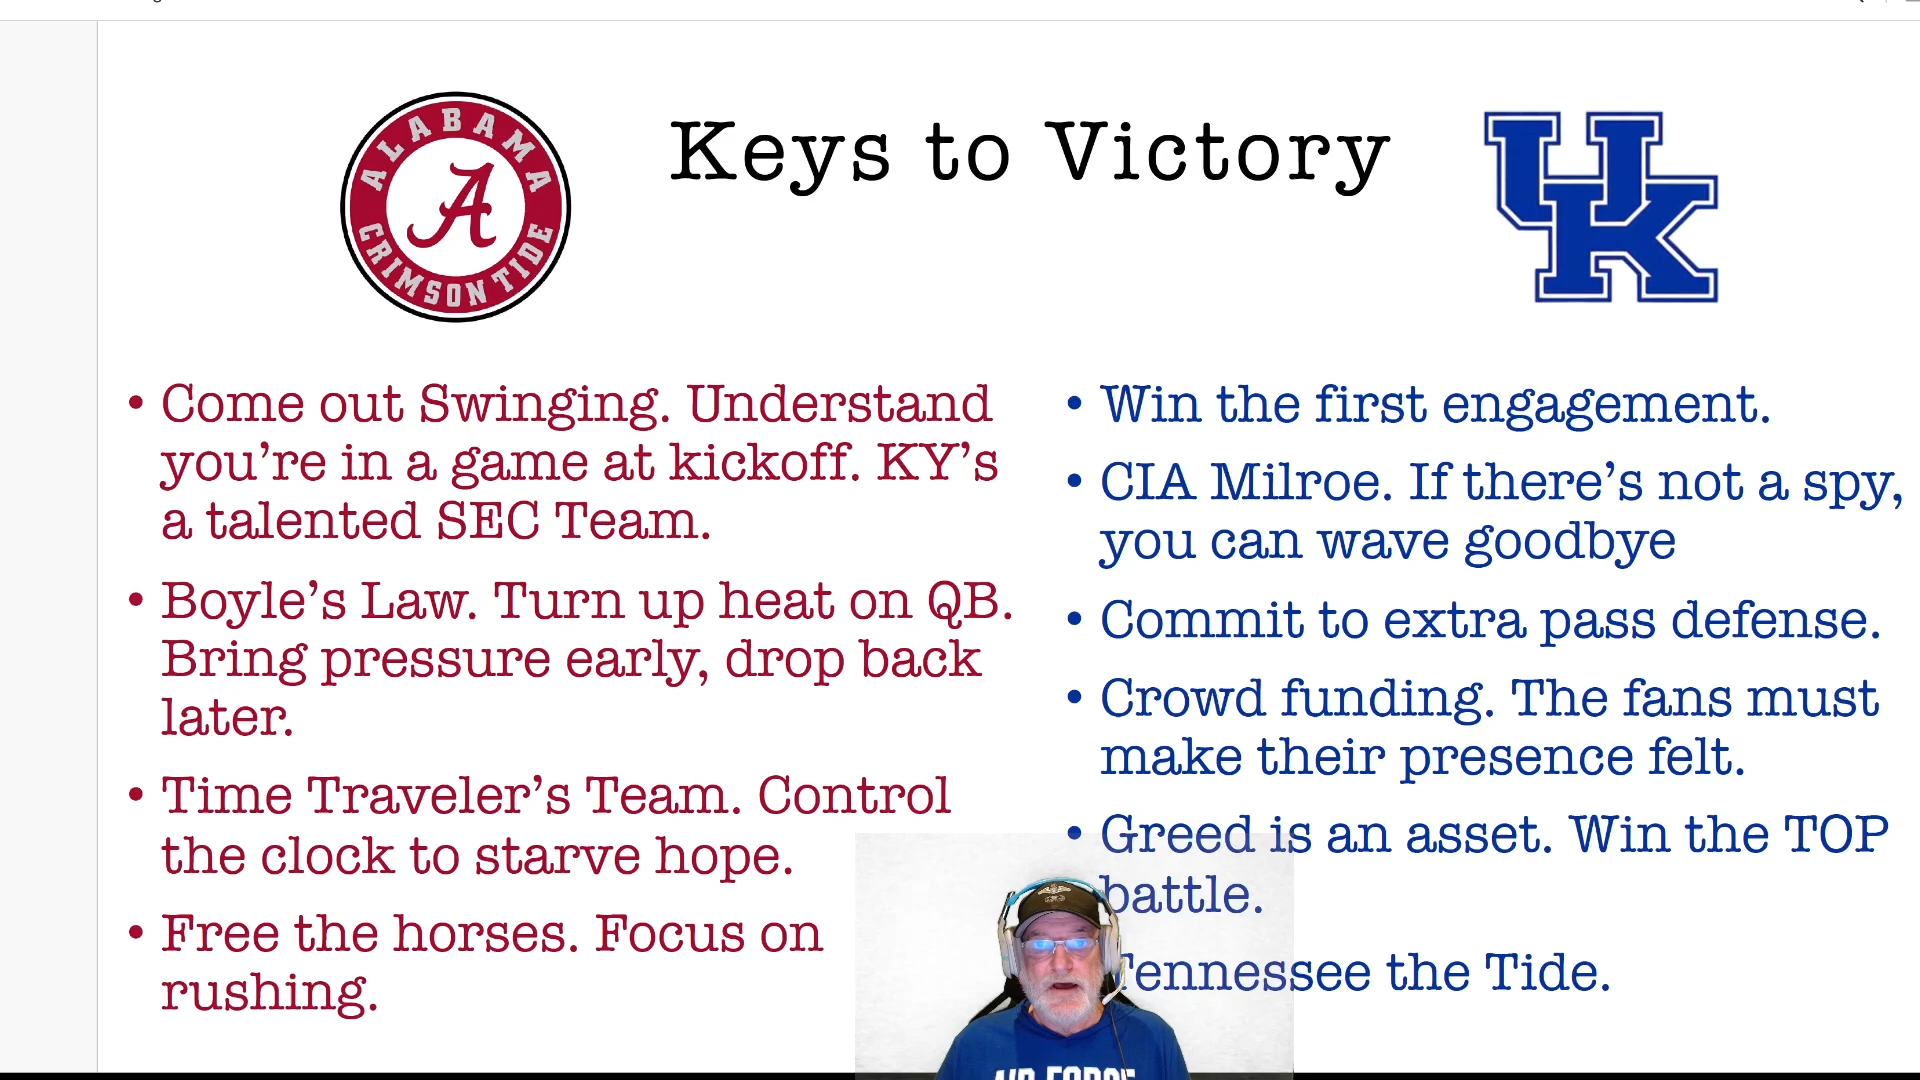 ALABAMA
A
CRIMSON TIDE
Keys to Victory
UK
• Come out Swinging. Understand
you're in a game at kickoff. KY's
a talented SEC Team.
• Boyle's Law. Turn up heat on QB.
Bring pressure early, drop back
later.
• Time Traveler's Team. Control
the clock to starve hope.
• Free the horses. Focus on
rushing.
• Win the first engagement.
• CIA Milroe. If there's not a spy,
you can wave goodbye
• Commit to extra pass defense.
• Crowd funding. The fans must
make their presence felt.
• Greed is an asset. Win the TOP
battle.
Tennessee the Tide.
AIR FORCE